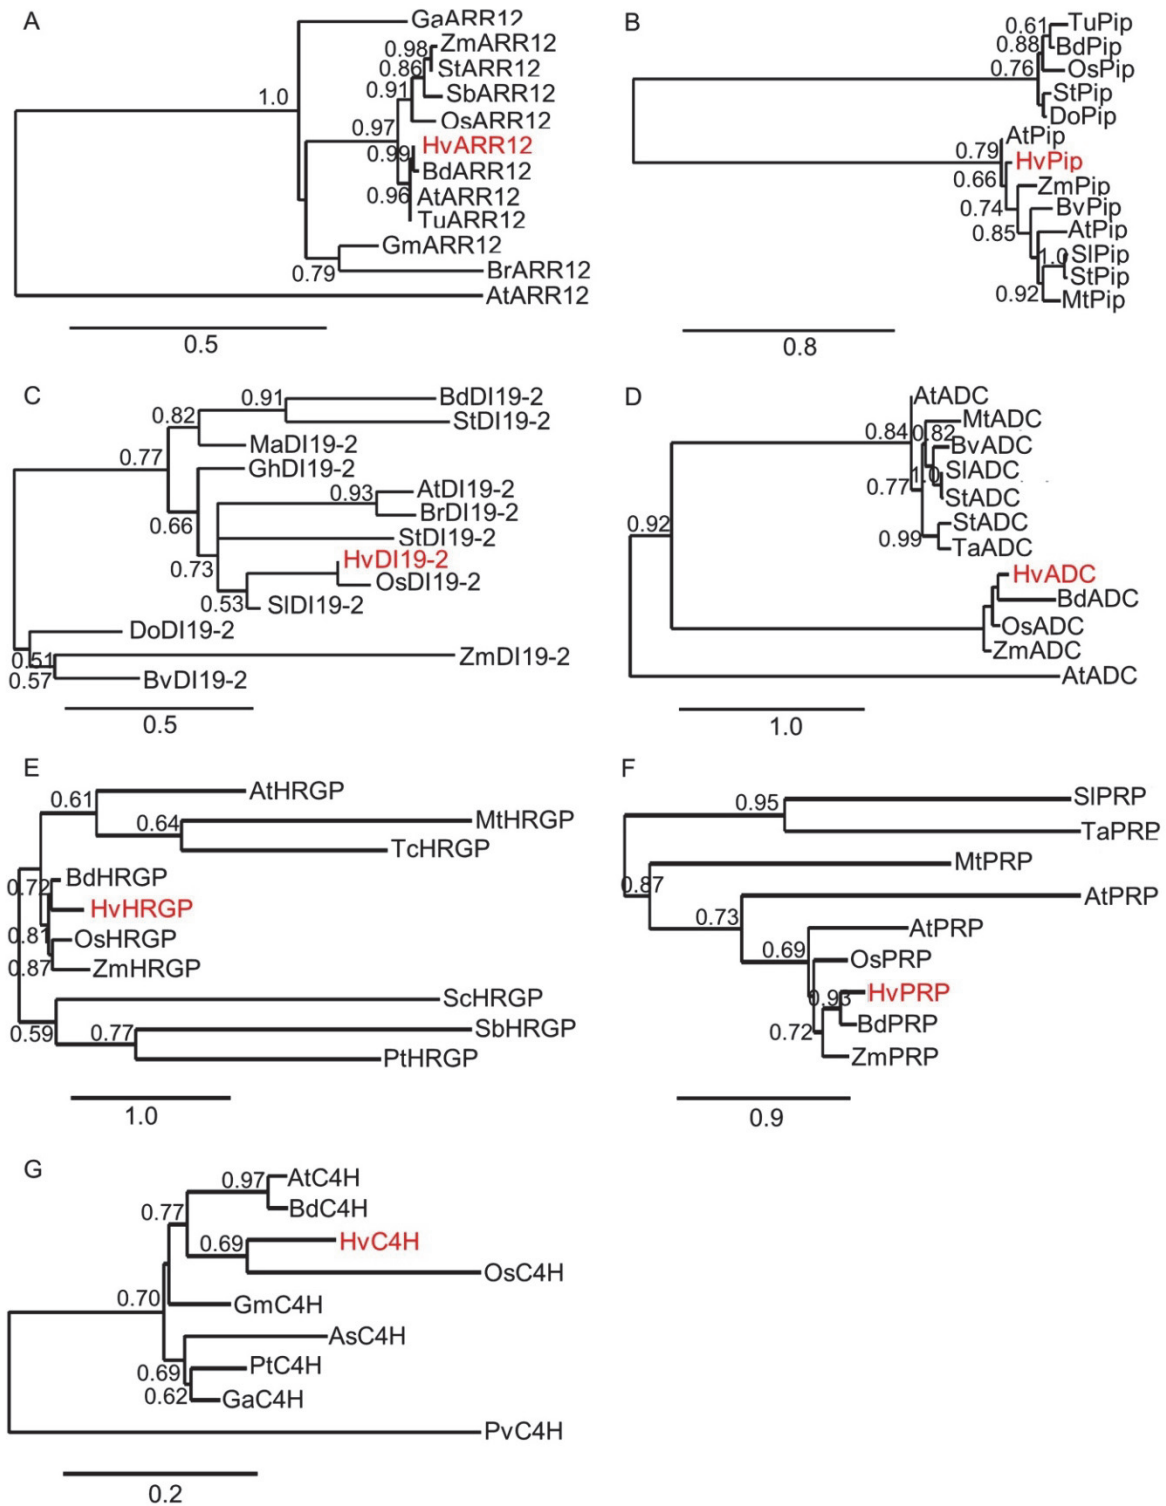 A
GaARR12
0.98
ZmARR12
0.86
StARR12
0.91
SbARR12
1.0
OsARR12
0.97
HvARR12
0.99
BdARR12
0.96
AtARR12
TuARR12
GmARR12
0.79
BrARR12
AtARR12
0.5
B
0.61
TuPip
0.88
BdPip
0.76
OsPip
StPip
DoPip
AtPip
0.79
HvPip
0.66
ZmPip
0.74
BvPip
0.85
AtPip
1.0
SlPip
StPip
0.92
MtPip
0.8
C
0.91
BdDI19-2
0.82
StDI19-2
MaDI19-2
0.77
GhDI19-2
0.93
AtDI19-2
BrDI19-2
0.66
StDI19-2
HvDI19-2
0.73
OsDI19-2
0.53
SlDI19-2
DoDI19-2
0.51
ZmDI19-2
0.57
BvDI19-2
0.5
D
AtADC
MtADC
0.84
0.82
BvADC
1.0
SlADC
0.77
StADC
0.92
StADC
0.99
TaADC
HvADC
BdADC
OsADC
ZmADC
AtADC
1.0
E
0.61
AtHRGP
0.64
MtHRGP
TcHRGP
0.72
BdHRGP
HvHRGP
0.81
OsHRGP
0.87
ZmHRGP
ScHRGP
0.59
0.77
SbHRGP
PtHRGP
1.0
F
0.95
SlPRP
TaPRP
MtPRP
0.87
AtPRP
0.73
AtPRP
0.69
OsPRP
0.93
HvPRP
0.72
BdPRP
ZmPRP
0.9
G
0.97
AtC4H
0.77
BdC4H
0.69
HvC4H
OsC4H
0.70
GmC4H
AsC4H
0.69
PtC4H
0.62
GaC4H
PvC4H
0.2